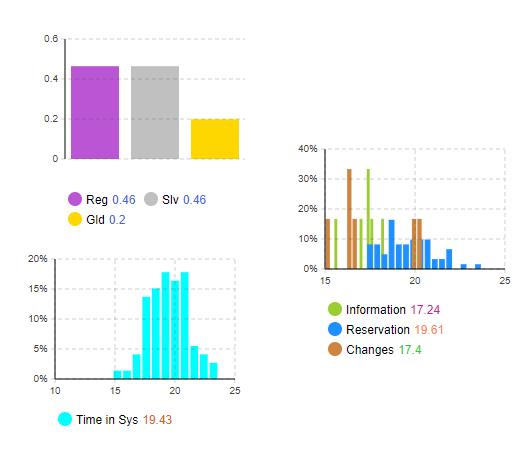 0.6
0.4
0.2
0
Reg 0.46 Slv 0.46
Gld 0.2
20%
15%
10%
5%
0%
10 15 20 25
Time in Sys 19.43
40%
30%
20%
10%
0%
15 20 25
Information 17.24
Reservation 19.61
Changes 17.4